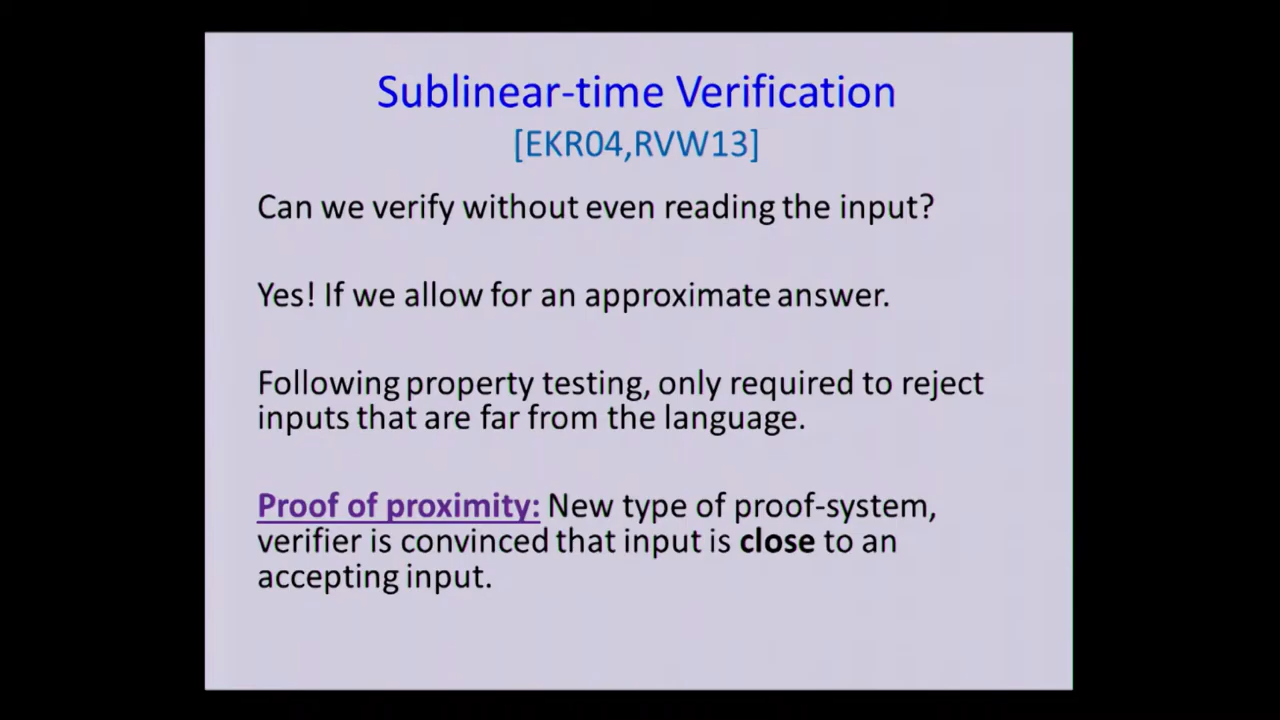 Sublinear-time Verification
[EKR04,RVW13]
Can we verify without even reading the input?
Yes! If we allow for an approximate answer.
Following property testing, only required to reject
inputs that are far from the language.
Proof of proximity: New type of proof-system,
verifier is convinced that input is close to an
accepting input.